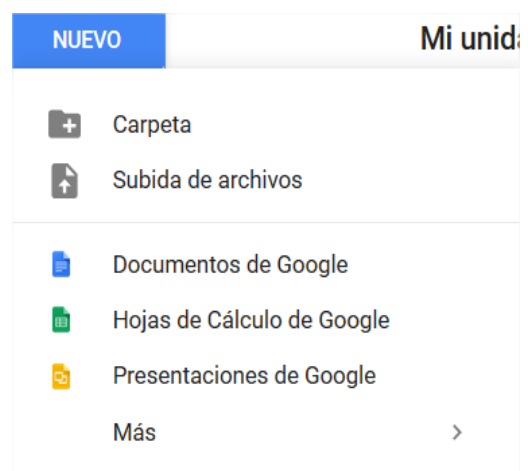 NUEVO
Mi unida
Carpeta
Subida de archivos
Documentos de Google
Hojas de Cálculo de Google
Presentaciones de Google
Más